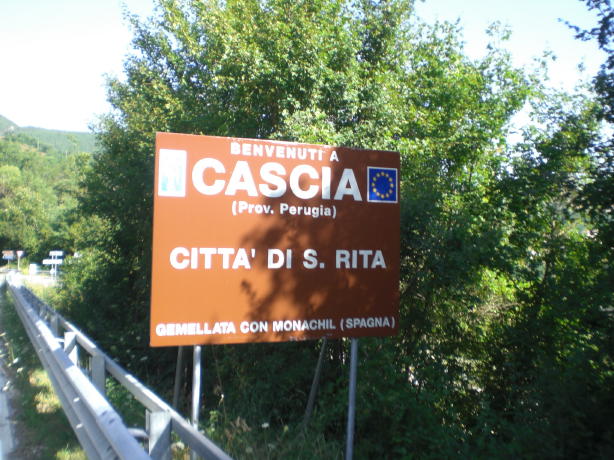 BENVENUTI A
CASCIA
(Prov. Perugia)
CITTA' DI S. RITA
GEMELLATA CON MONACHIL (SPAGNA)